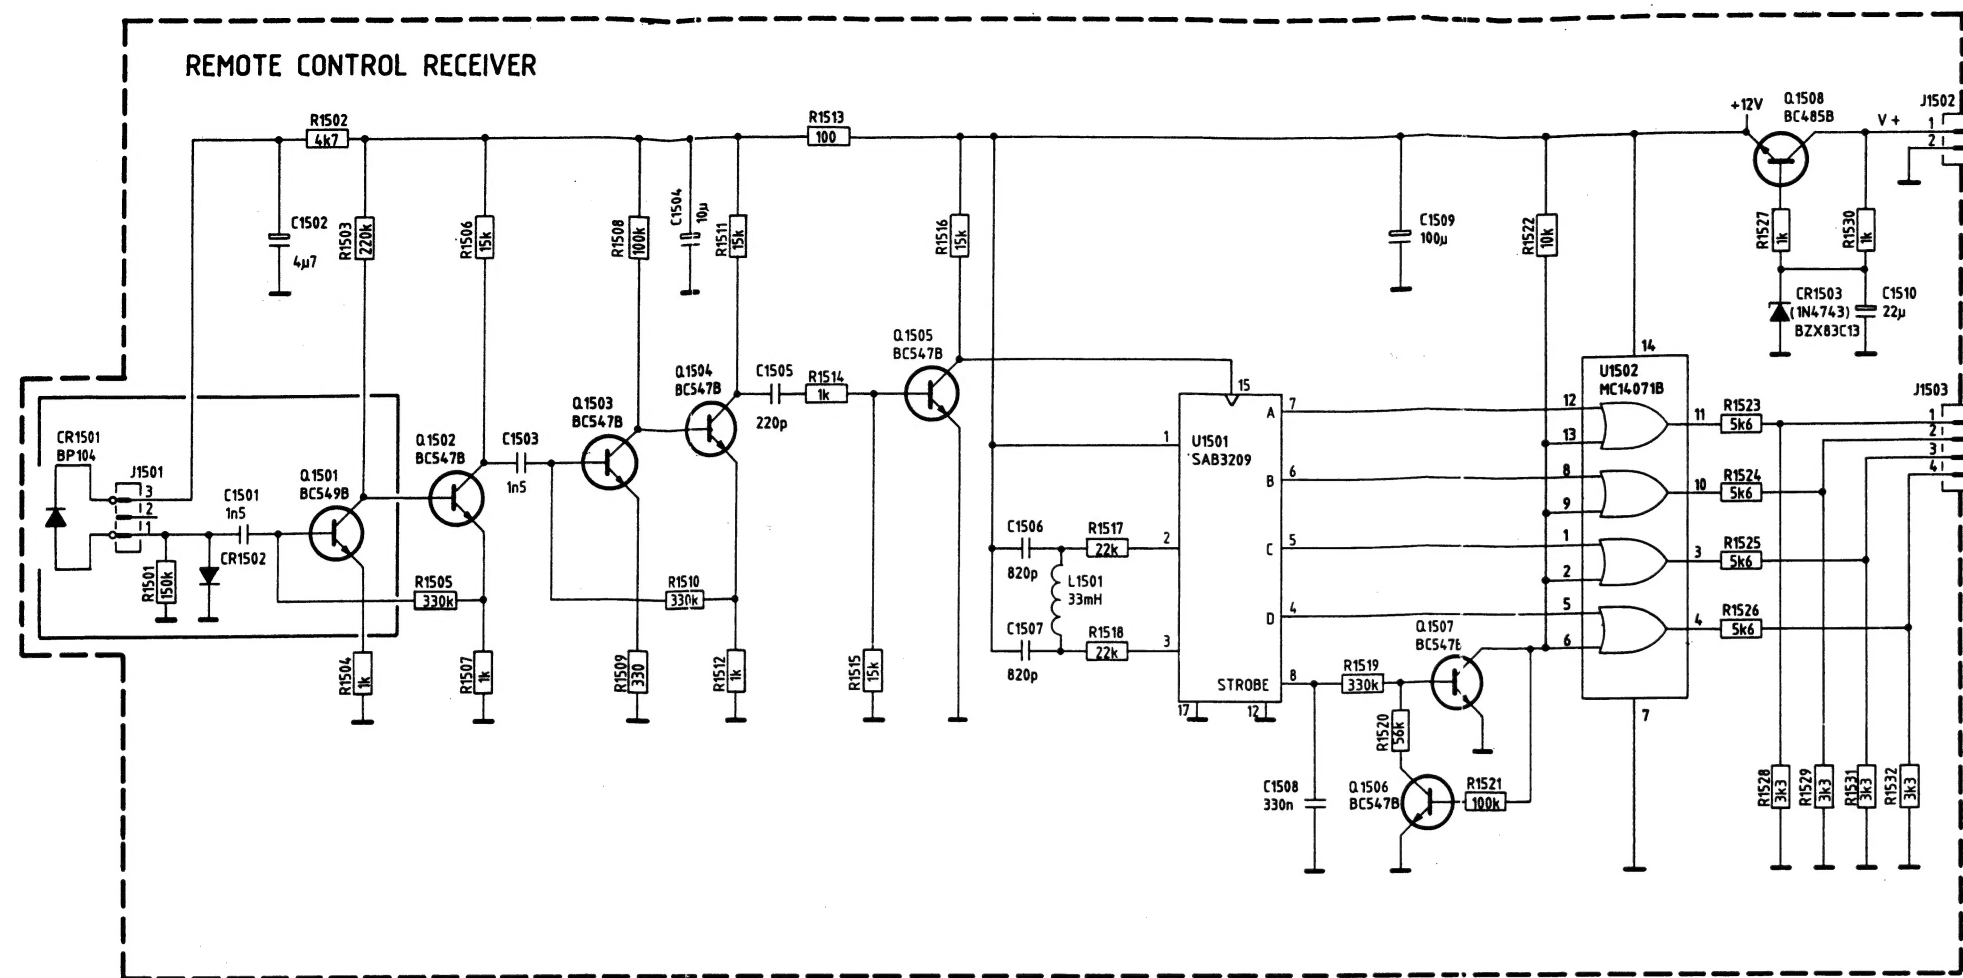 REMOTE CONTROL RECEIVER
R1502
4k7
R1513
100
+12V
Q1508
BC485B
V+
J1502
1
2
C1502
4µ7
R1503
220k
R1506
15k
R1508
100k
C1504
10µ
R1511
15k
R1516
15k
C1509
100µ
R1522
10k
R1527
1k
R1530
1k
CR1503
(1N4743)
BZX83C13
C1510
22µ
CR1501
BP104
J1501
3
2
1
C1501
1n5
CR1502
R1501
150k
Q1501
BC549B
Q1502
BC547B
C1503
1n5
Q1503
BC547B
Q1504
BC547B
C1505
220p
R1514
1k
Q1505
BC547B
R1505
330k
R1510
330k
R1504
1k
R1507
1k
R1509
330
R1512
1k
R1515
15k
C1506
820p
R1517
22k
L1501
33mH
C1507
820p
R1518
22k
15
U1501
SAB3209
1
2
3
A
7
B
6
C
5
D
4
STROBE
8
17
12
R1519
330k
R1520
56k
Q1507
BC547B
C1508
330n
Q1506
BC547B
R1521
100k
14
U1502
MC14071B
12
13
11
8
9
10
1
2
3
5
6
4
7
R1523
5k6
R1524
5k6
R1525
5k6
R1526
5k6
J1503
1
2
3
4
R1528
3k3
R1529
3k3
R1531
3k3
R1532
3k3